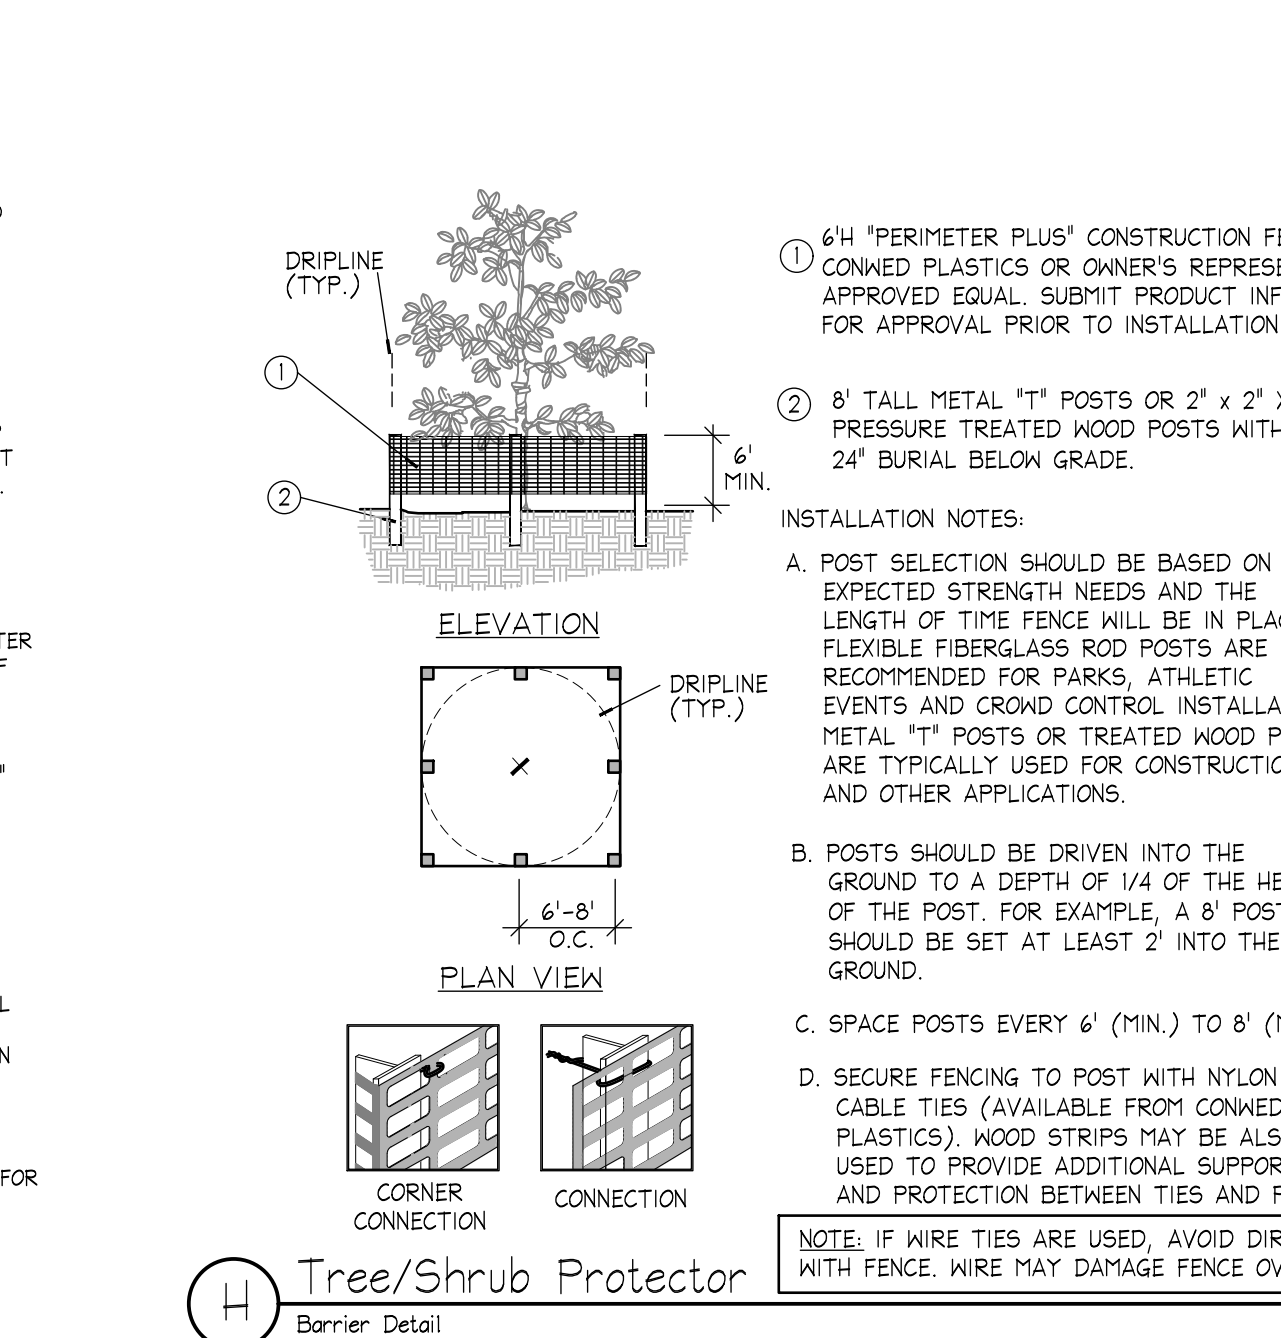 DRIPLINE
(TYP.)
1
2
6'
MIN.
ELEVATION
DRIPLINE
(TYP.)
6'-8'
O.C.
PLAN VIEW
CORNER
CONNECTION
CONNECTION
1
6'H "PERIMETER PLUS" CONSTRUCTION
CONWED PLASTICS OR OWNER'S
APPROVED EQUAL. SUBMIT PRODUCT
FOR APPROVAL PRIOR TO INSTALLATION
2
8' TALL METAL "T" POSTS OR 2" x 2"
PRESSURE TREATED WOOD POSTS WITH
24" BURIAL BELOW GRADE.
INSTALLATION NOTES:
A. POST SELECTION SHOULD BE BASED ON
EXPECTED STRENGTH NEEDS AND THE
LENGTH OF TIME FENCE WILL BE IN
FLEXIBLE FIBERGLASS ROD POSTS ARE
RECOMMENDED FOR PARKS, ATHLETIC
EVENTS AND CROWD CONTROL
METAL "T" POSTS OR TREATED WOOD
ARE TYPICALLY USED FOR
AND OTHER APPLICATIONS.
B. POSTS SHOULD BE DRIVEN INTO THE
GROUND TO A DEPTH OF 1/4 OF THE
OF THE POST. FOR EXAMPLE, A 8' POST
SHOULD BE SET AT LEAST 2' INTO THE
GROUND.
C. SPACE POSTS EVERY 6' (MIN.) TO 8'
D. SECURE FENCING TO POST WITH NYLON
CABLE TIES (AVAILABLE FROM CONWED
PLASTICS). WOOD STRIPS MAY BE
USED TO PROVIDE ADDITIONAL
AND PROTECTION BETWEEN TIES AND
NOTE: IF WIRE TIES ARE USED, AVOID
WITH FENCE. WIRE MAY DAMAGE FENCE
H
Tree/Shrub Protector
Barrier Detail
FOR